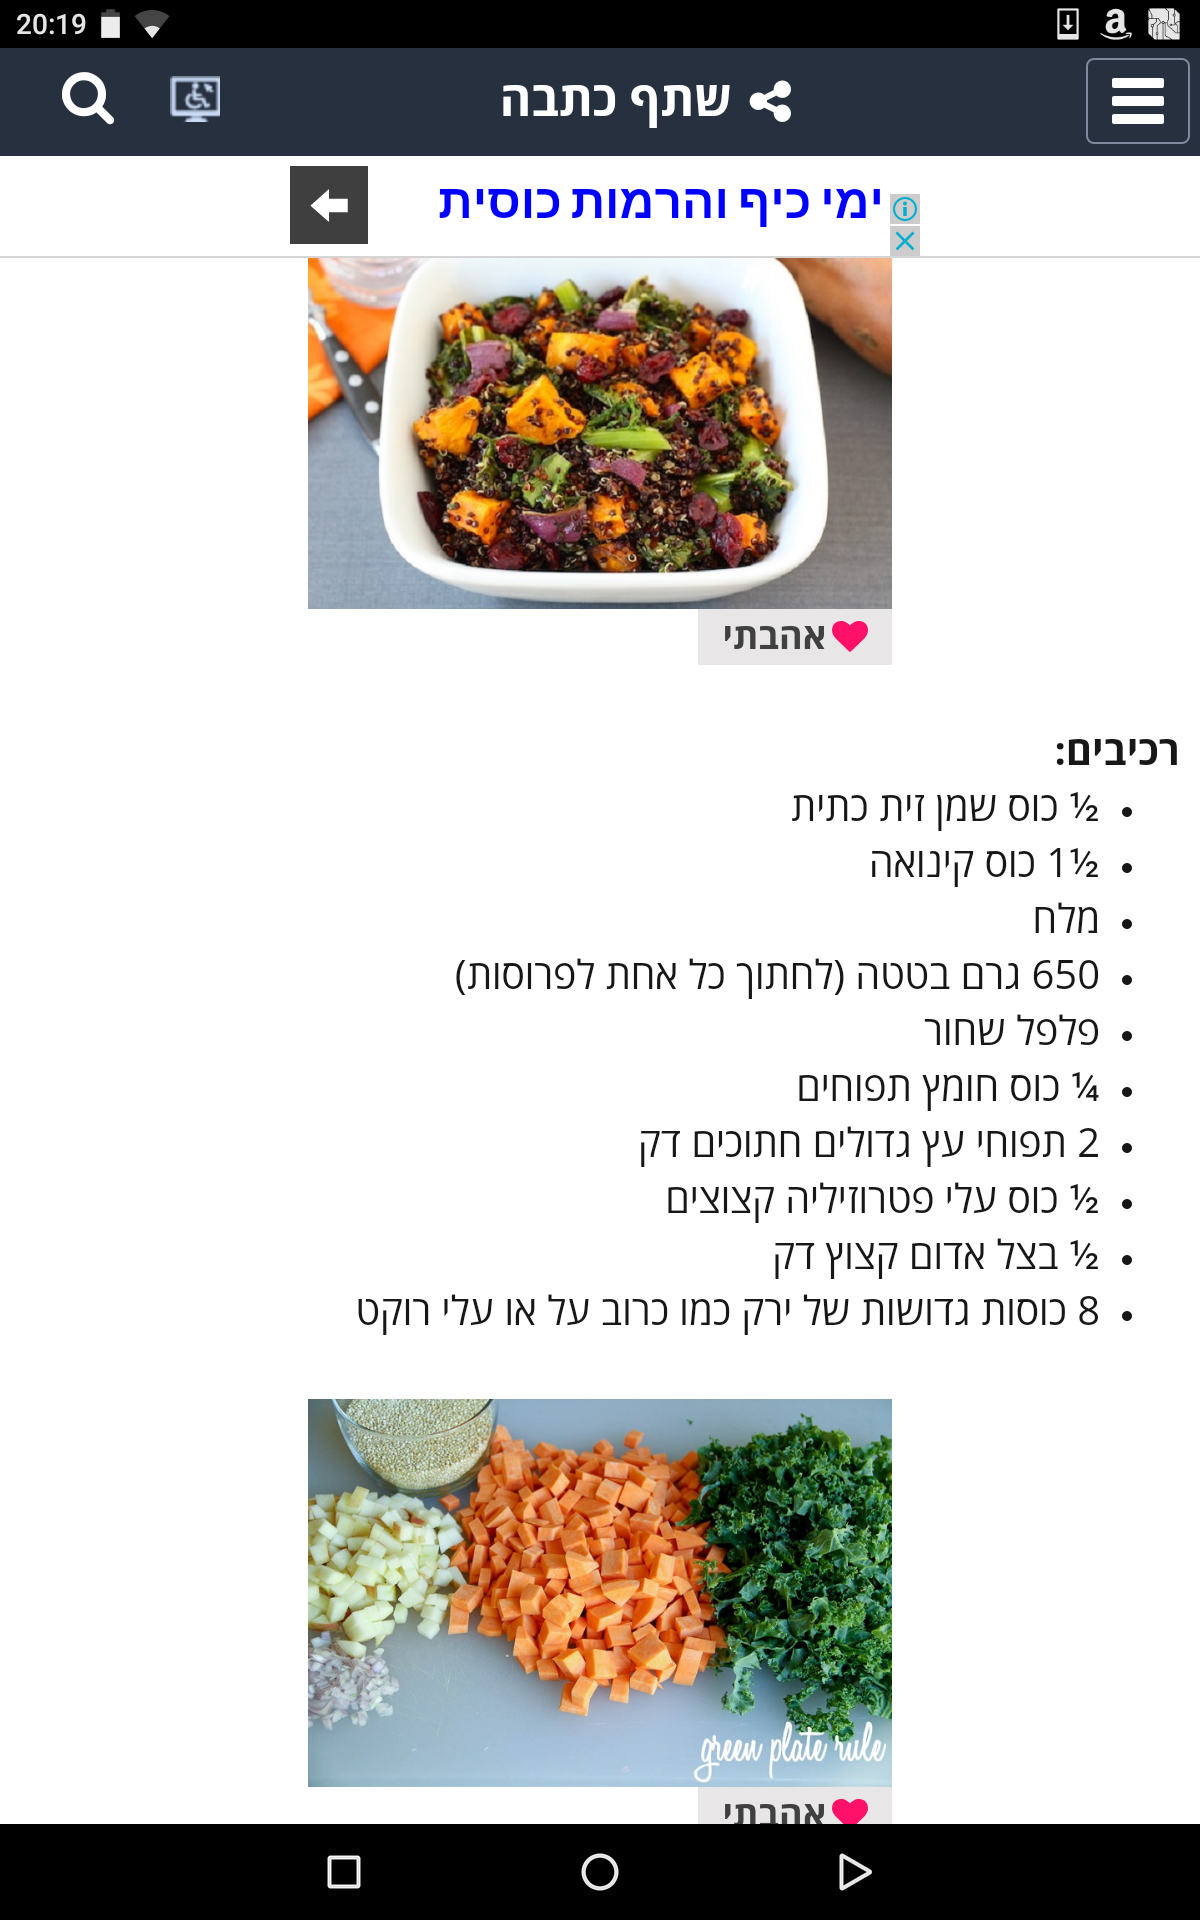 20:19
שתף כתבה
ימי כיף והרמות כוסית
אהבתי
רכיבים:
• ½ כוס שמן זית כתית
• 1½ כוס קינואה
• מלח
• 650 גרם בטטה (לחתוך כל אחת לפרוסות)
• פלפל שחור
• ¼ כוס חומץ תפוחים
• 2 תפוחי עץ גדולים חתוכים דק
• ½ כוס עלי פטרוזיליה קצוצים
• ½ בצל אדום קצוץ דק
• 8 כוסות גדושות של ירק כמו כרוב על או עלי רוקט
green plate rule
אהבתי